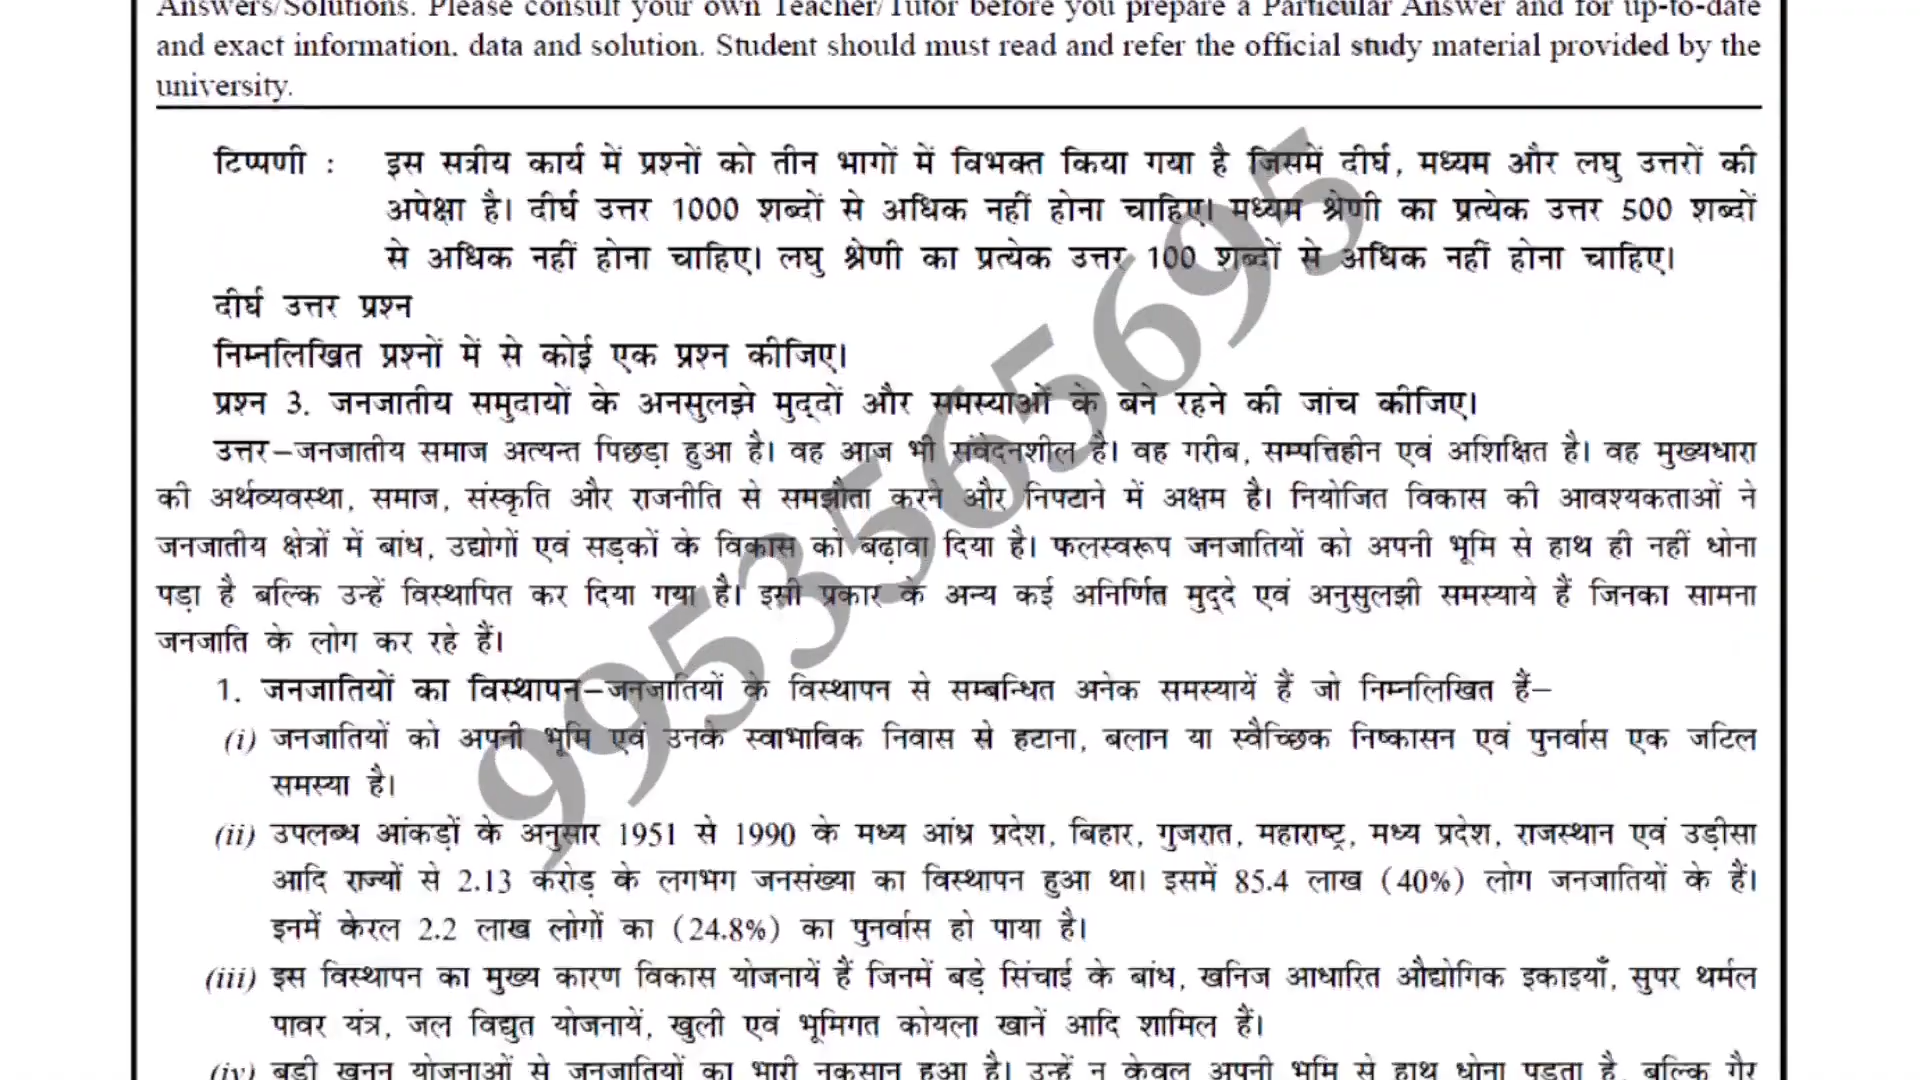 Answers/Solutions. Please consult your own Teacher/Tutor before you prepare a Particular Answer and for up-to-date
and exact information. data and solution. Student should must read and refer the official study material provided by the
university.
टिप्पणी : इस सत्रीय कार्य में प्रश्नों को तीन भागों में विभक्त किया गया है जिसमें दीर्घ, मध्यम और लघु उत्तरों की
अपेक्षा है। दीर्घ उत्तर 1000 शब्दों से अधिक नहीं होना चाहिए। मध्यम श्रेणी का प्रत्येक उत्तर 500 शब्दों
से अधिक नहीं होना चाहिए। लघु श्रेणी का प्रत्येक उत्तर 100 शब्दों से अधिक नहीं होना चाहिए।
दीर्घ उत्तर प्रश्न
निम्नलिखित प्रश्नों में से कोई एक प्रश्न कीजिए।
प्रश्न 3. जनजातीय समुदायों के अनसुलझे मुद्दों और समस्याओं के बने रहने की जांच कीजिए।
उत्तर–जनजातीय समाज अत्यन्त पिछड़ा हुआ है। वह आज भी संवेदनशील है। वह गरीब, सम्पत्तिहीन एवं अशिक्षित है। वह मुख्यधारा
की अर्थव्यवस्था, समाज, संस्कृति और राजनीति से समझौता करने और निपटाने में अक्षम है। नियोजित विकास की आवश्यकताओं ने
जनजातीय क्षेत्रों में बांध, उद्योगों एवं सड़कों के विकास को बढ़ावा दिया है। फलस्वरूप जनजातियों को अपनी भूमि से हाथ ही नहीं धोना
पड़ा है बल्कि उन्हें विस्थापित कर दिया गया है। इसी प्रकार के अन्य कई अनिर्णित मुद्दे एवं अनुसुलझी समस्याये हैं जिनका सामना
जनजाति के लोग कर रहे हैं।
1. जनजातियों का विस्थापन–जनजातियों के विस्थापन से सम्बन्धित अनेक समस्यायें हैं जो निम्नलिखित हैं–
(i) जनजातियों को अपनी भूमि एवं उनके स्वाभाविक निवास से हटाना, बलान या स्वैच्छिक निष्कासन एवं पुनर्वास एक जटिल
समस्या है।
(ii) उपलब्ध आंकड़ों के अनुसार 1951 से 1990 के मध्य आंध्र प्रदेश, बिहार, गुजरात, महाराष्ट्र, मध्य प्रदेश, राजस्थान एवं उड़ीसा
आदि राज्यों से 2.13 करोड़ के लगभग जनसंख्या का विस्थापन हुआ था। इसमें 85.4 लाख (40%) लोग जनजातियों के हैं।
इनमें केरल 2.2 लाख लोगों का (24.8%) का पुनर्वास हो पाया है।
(iii) इस विस्थापन का मुख्य कारण विकास योजनायें हैं जिनमें बड़े सिंचाई के बांध, खनिज आधारित औद्योगिक इकाइयाँ, सुपर थर्मल
पावर यंत्र, जल विद्युत योजनायें, खुली एवं भूमिगत कोयला खानें आदि शामिल हैं।
(iv) बड़ी खनन योजनाओं से जनजातियों का भारी नुकसान हुआ है। उन्हें न केवल अपनी भूमि से हाथ धोना पड़ता है, बल्कि गैर
9953565695